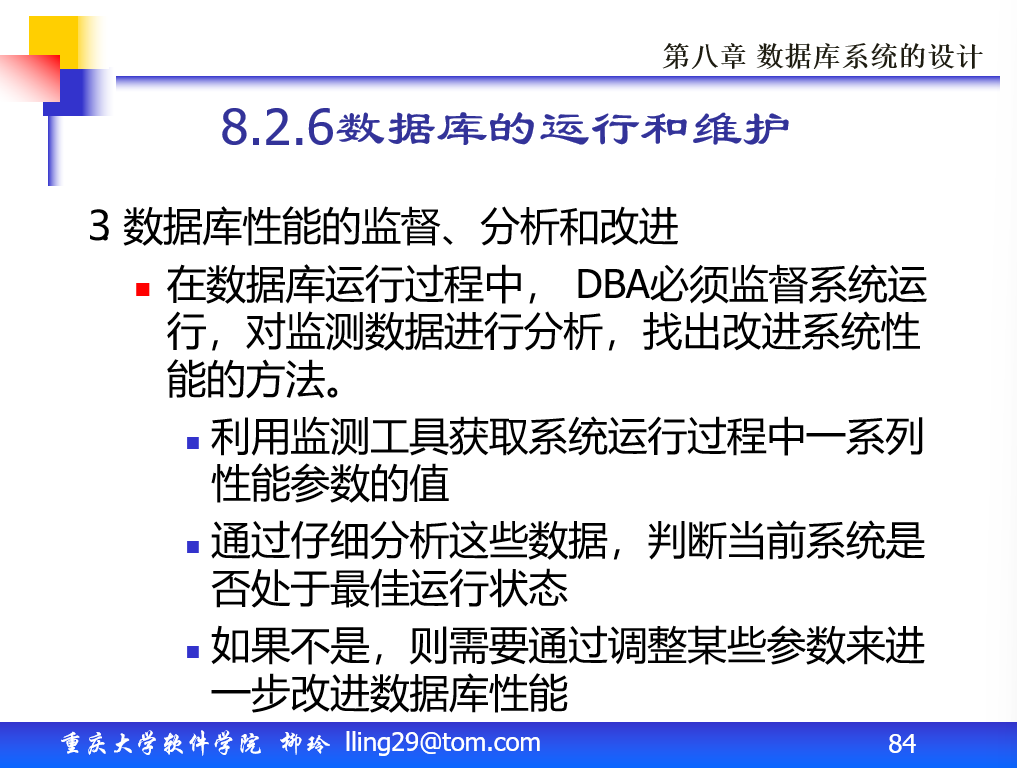 第八章 数据库系统的设计
8.2.6数据库的运行和维护
3. 数据库性能的监督、分析和改进
在数据库运行过程中， DBA必须监督系统运
行，对监测数据进行分析，找出改进系统性
能的方法。
利用监测工具获取系统运行过程中一系列
性能参数的值
通过仔细分析这些数据，判断当前系统是
否处于最佳运行状态
如果不是，则需要通过调整某些参数来进
一步改进数据库性能
重庆大学软件学院 柳玲 lling29@tom.com 84